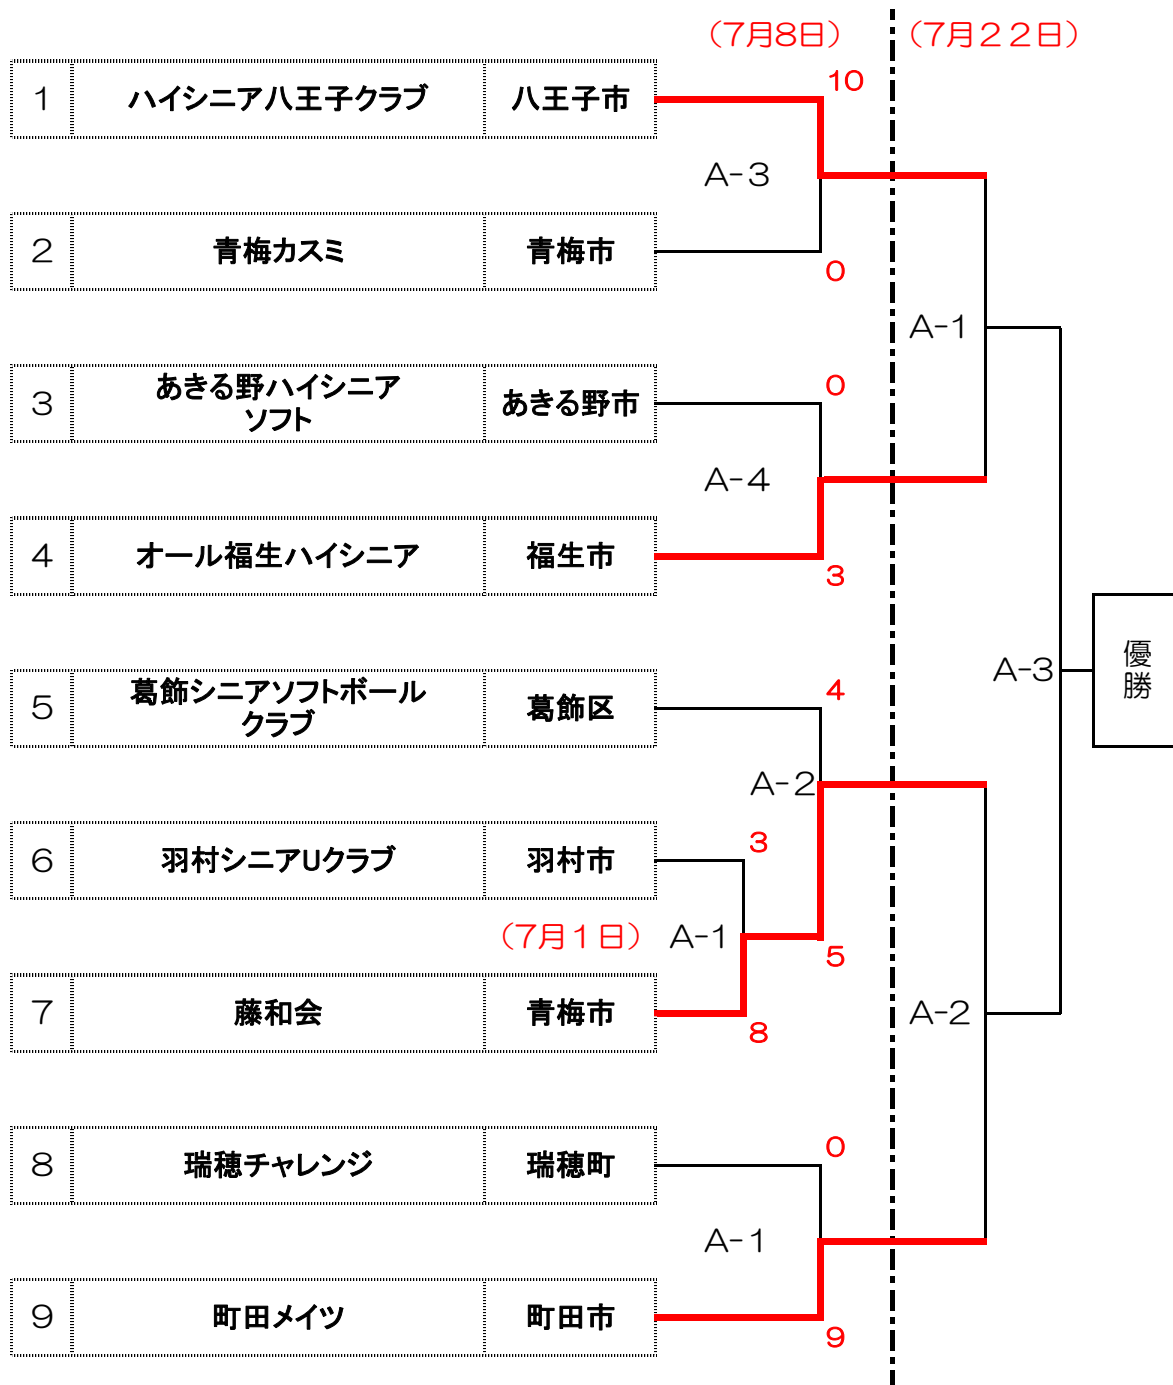 （7月8日）
（7月２２日）
10
1
ハイシニア八王子クラブ
八王子市
A-3
2
青梅カスミ
青梅市
0
A-1
0
3
あきる野ハイシニア
ソフト
あきる野市
A-4
4
オール福生ハイシニア
福生市
3
優
勝
A-3
4
5
葛飾シニアソフトボール
クラブ
葛飾区
A-2
3
6
羽村シニアUクラブ
羽村市
（7月１日）
A-1
5
7
藤和会
青梅市
8
A-2
0
8
瑞穂チャレンジ
瑞穂町
A-1
9
町田メイツ
町田市
9